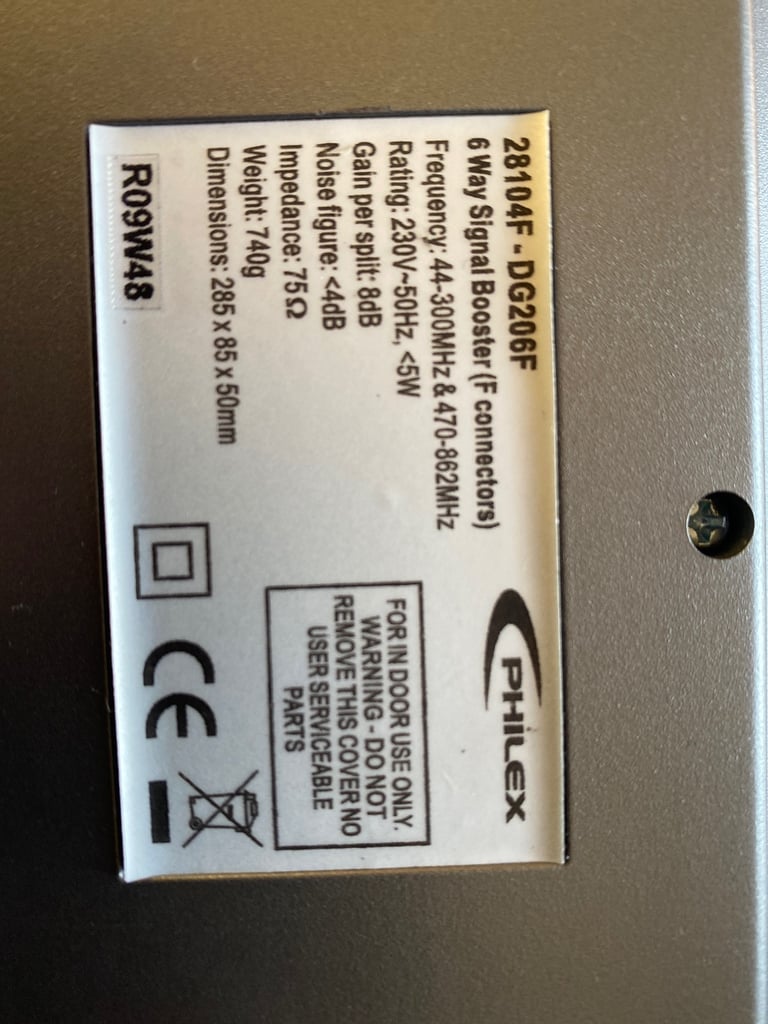 28104F - DG206F
6 Way Signal Booster (F connectors)
Frequency: 44-300MHz & 470-862MHz
Rating: 230V~50Hz, <5W
Gain per split: 8dB
Noise figure: <4dB
Impedance: 75Ω
Weight: 740g
Dimensions: 285 x 85 x 50mm
R09W48
PHILEX
FOR IN DOOR USE ONLY.
WARNING - DO NOT
REMOVE THIS COVER NO
USER SERVICEABLE
PARTS
CE